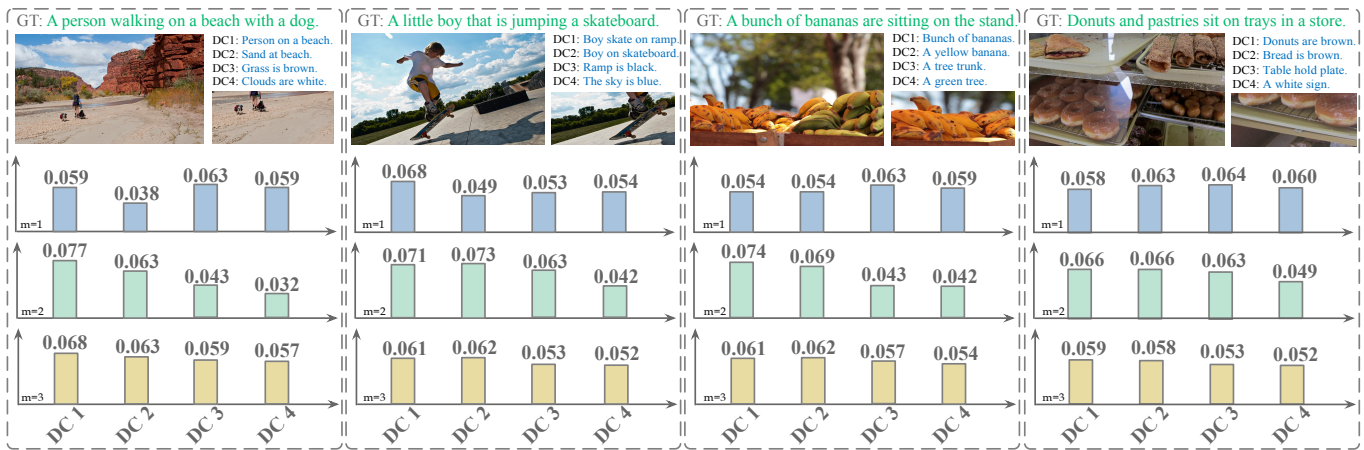 GT: A person walking on a beach with a dog.
DC1: Person on a beach.
DC2: Sand at beach.
DC3: Grass is brown.
DC4: Clouds are white.
0.059 0.038 0.063 0.059
m=1
0.077 0.063 0.043 0.032
m=2
0.068 0.063 0.059 0.057
m=3
DC 1 DC 2 DC 3 DC 4
GT: A little boy that is jumping a skateboard.
DC1: Boy skate on ramp.
DC2: Boy on skateboard.
DC3: Ramp is black.
DC4: The sky is blue.
0.068 0.049 0.053 0.054
m=1
0.071 0.073 0.063 0.042
m=2
0.061 0.062 0.053 0.052
m=3
DC 1 DC 2 DC 3 DC 4
GT: A bunch of bananas are sitting on the stand.
DC1: Bunch of bananas.
DC2: A yellow banana.
DC3: A tree trunk.
DC4: A green tree.
0.054 0.054 0.063 0.059
m=1
0.074 0.069 0.043 0.042
m=2
0.061 0.062 0.057 0.054
m=3
DC 1 DC 2 DC 3 DC 4
GT: Donuts and pastries sit on trays in a store.
DC1: Donuts are brown.
DC2: Bread is brown.
DC3: Table hold plate.
DC4: A white sign.
0.058 0.063 0.064 0.060
m=1
0.066 0.066 0.063 0.049
m=2
0.059 0.058 0.053 0.052
m=3
DC 1 DC 2 DC 3 DC 4